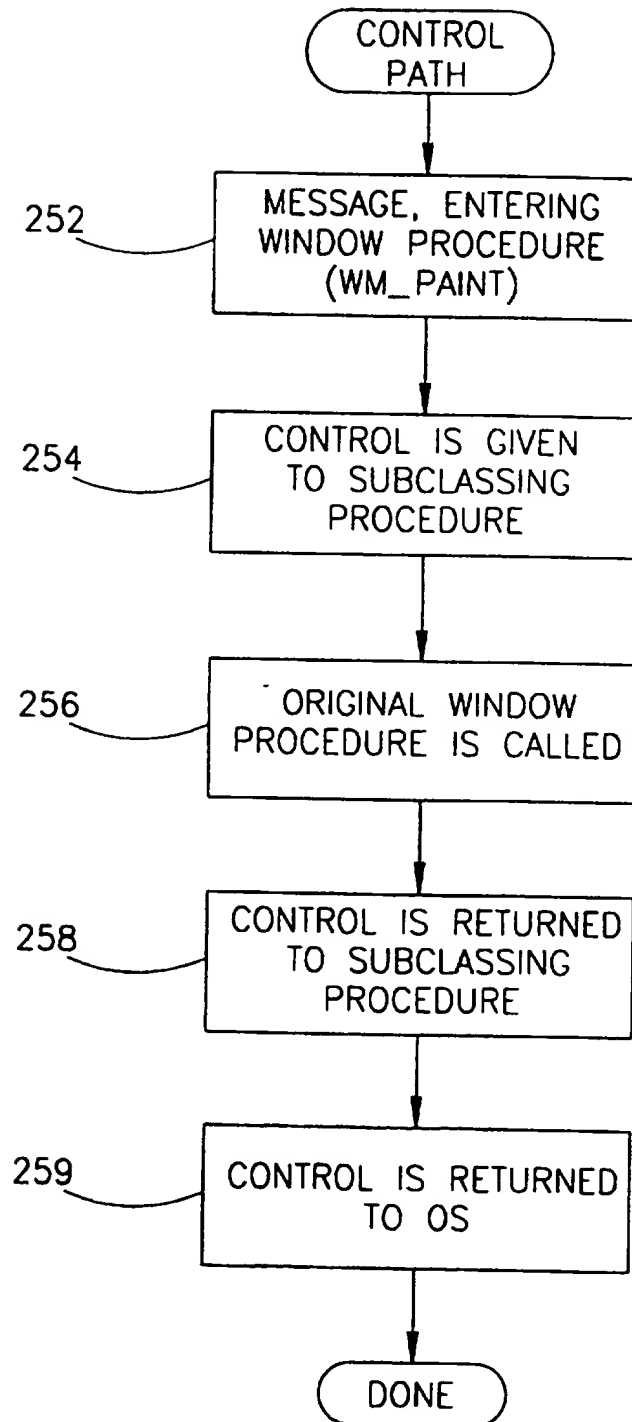 CONTROL
PATH
252
MESSAGE, ENTERING
WINDOW PROCEDURE
(WM_PAINT)
254
CONTROL IS GIVEN
TO SUBCLASSING
PROCEDURE
256
ORIGINAL WINDOW
PROCEDURE IS CALLED
258
CONTROL IS RETURNED
TO SUBCLASSING
PROCEDURE
259
CONTROL IS RETURNED
TO OS
DONE